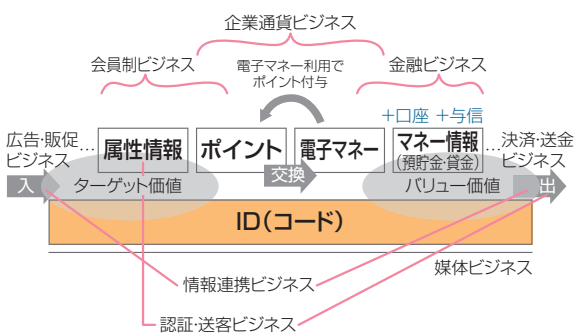 企業通貨ビジネス
会員制ビジネス
電子マネー利用で
ポイント付与
金融ビジネス
+口座 +与信
広告・販促
ビジネス
…
属性情報
ポイント
電子マネー
マネー情報
(預貯金・貸金)
…決済・送金
ビジネス
交換
入
ターゲット価値
バリュー価値
出
ID(コード)
媒体ビジネス
情報連携ビジネス
認証・送客ビジネス